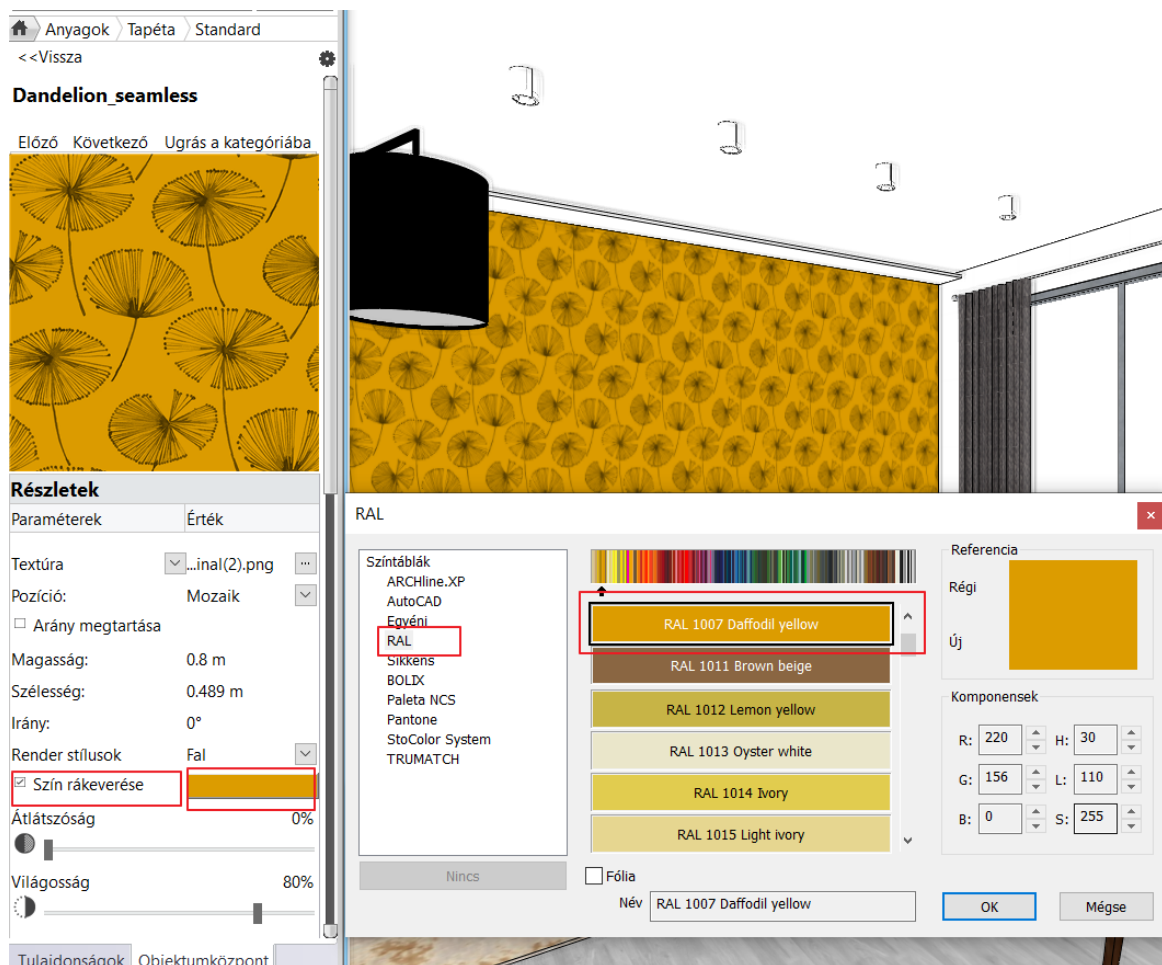 Anyagok Tapéta Standard
<<Vissza
Dandelion_seamless
Előző Következő Ugrás a kategóriába
Részletek
Paraméterek Érték
Textúra ...inal(2).png ...
Pozíció: Mozaik
Arány megtartása
Magasság: 0.8 m
Szélesség: 0.489 m
Irány: 0°
Render stílusok Fal
Szín rákeverése
Átlátszóság 0%
Világosság 80%
Tulajdonságok Objektumközpont
RAL
Színtáblák
ARCHline.XP
AutoCAD
Egyéni
RAL
Sikkens
BOLIX
Paleta NCS
Pantone
StoColor System
TRUMATCH
Nincs
RAL 1007 Daffodil yellow
RAL 1011 Brown beige
RAL 1012 Lemon yellow
RAL 1013 Oyster white
RAL 1014 Ivory
RAL 1015 Light ivory
Fólia
Név RAL 1007 Daffodil yellow
Referencia
Régi
Új
Komponensek
R: 220 H: 30
G: 156 L: 110
B: 0 S: 255
OK Mégse